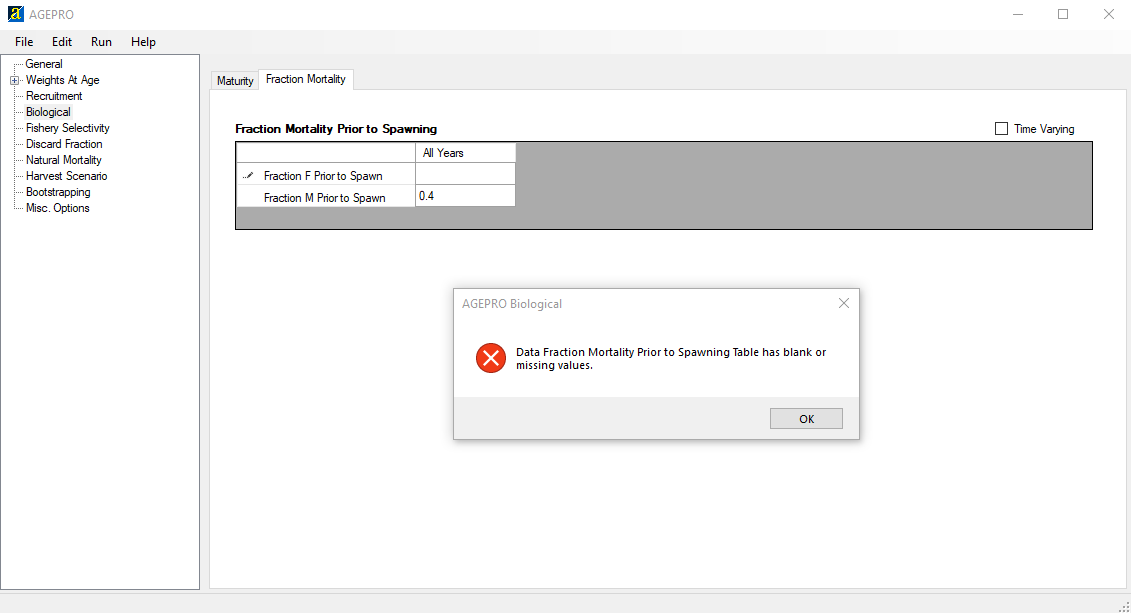 AGEPRO
File Edit Run Help
General
Weights At Age
Recruitment
Biological
Fishery Selectivity
Discard Fraction
Natural Mortality
Harvest Scenario
Bootstrapping
Misc. Options
Maturity Fraction Mortality
Fraction Mortality Prior to Spawning
Time Varying
All Years
Fraction F Prior to Spawn
Fraction M Prior to Spawn 0.4
AGEPRO Biological
Data Fraction Mortality Prior to Spawning Table has blank or
missing values.
OK